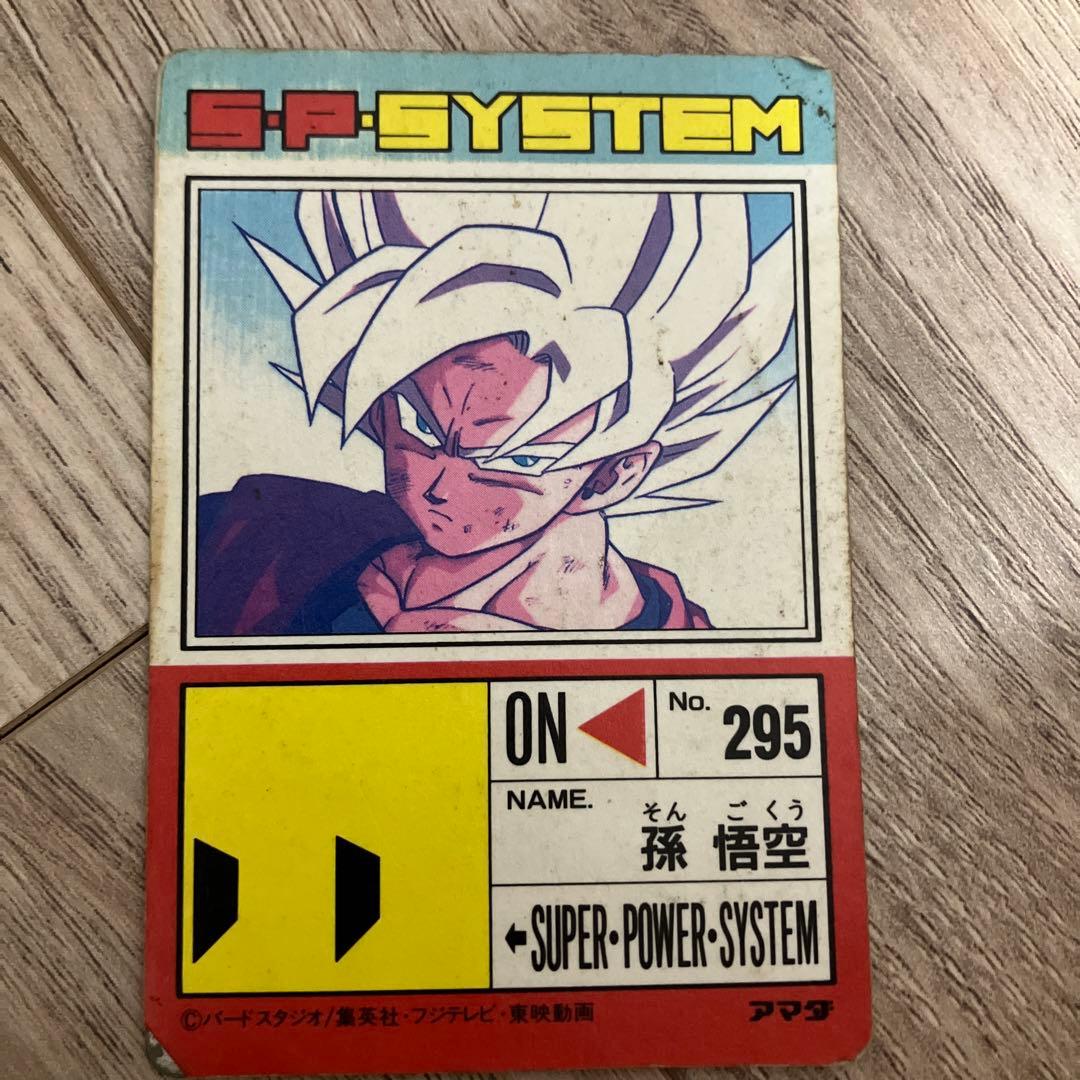 S·P·SYSTEM
ON
No. 295
NAME.
そん ご くう
孫 悟空
←SUPER·POWER·SYSTEM
©バードスタジオ/集英社·フジテレビ·東映動画
アマダ